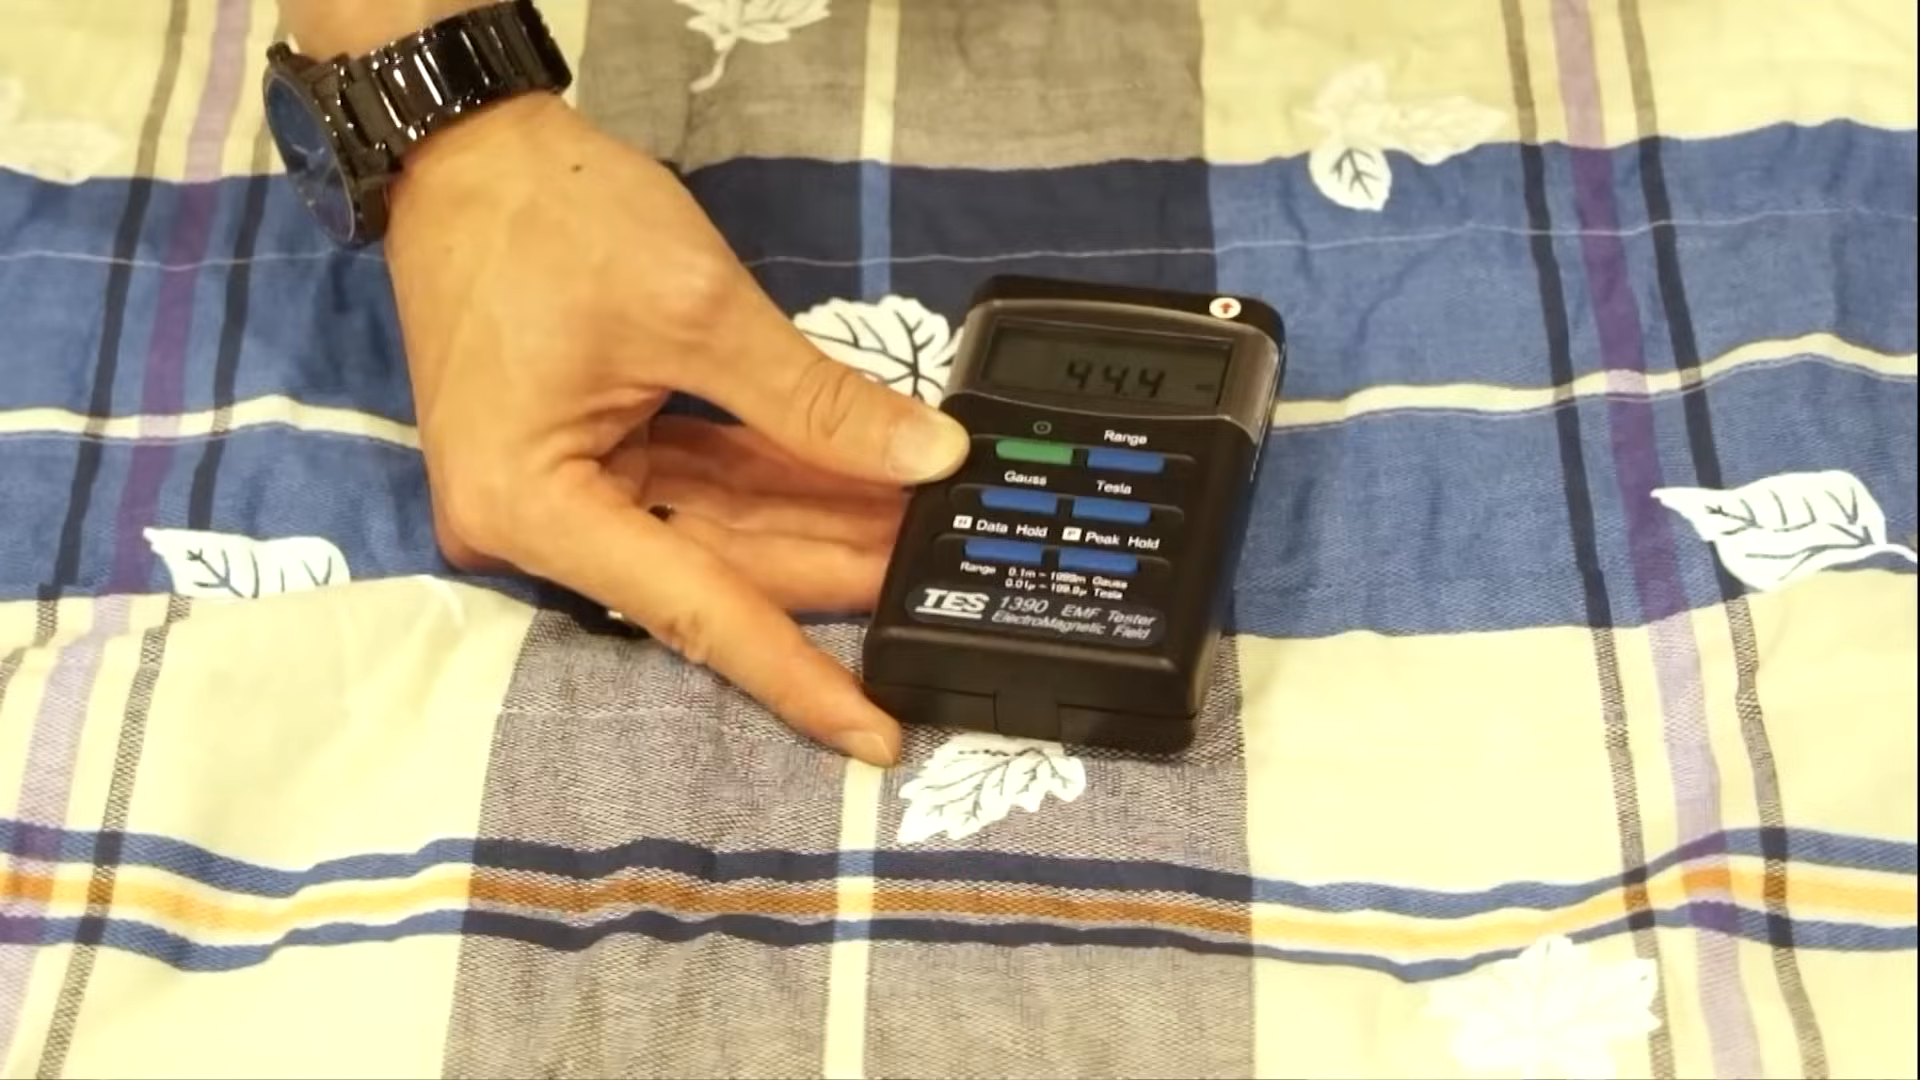 44.4
Range
Gauss Tesla
H Data Hold P Peak Hold
Range 0.1m ~ 1999m Gauss
0.01µ ~ 199.9µ Tesla
TES 1390 EMF Tester
ElectroMagnetic Field